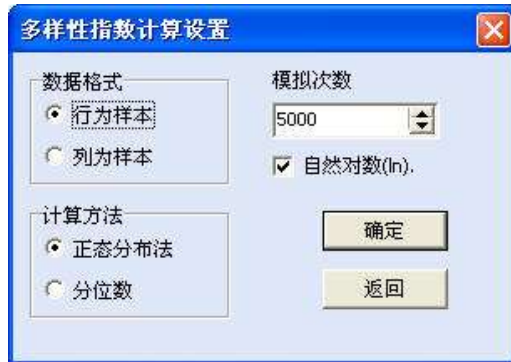 多样性指数计算设置
数据格式
行为样本
列为样本
模拟次数
5000
自然对数(ln).
计算方法
正态分布法
分位数
确定
返回